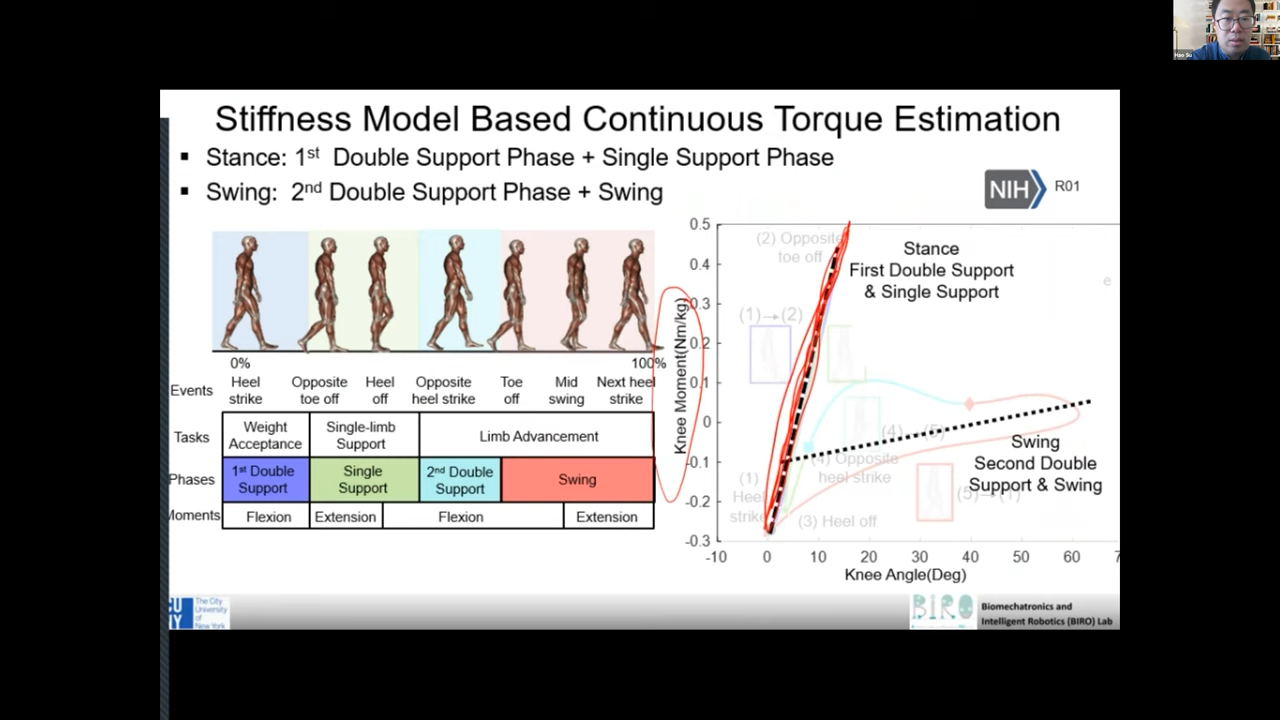 Hao Su
Stiffness Model Based Continuous Torque Estimation
▪ Stance: 1st Double Support Phase + Single Support Phase
▪ Swing: 2nd Double Support Phase + Swing
NIH R01
0% 100%
Events
Heel strike
Opposite toe off
Heel off
Opposite heel strike
Toe off
Mid swing
Next heel strike
Tasks
Weight Acceptance
Single-limb Support
Limb Advancement
Phases
1st Double Support
Single Support
2nd Double Support
Swing
Moments
Flexion
Extension
Flexion
Extension
Knee Moment(Nm/kg)
0.5
0.4
0.3
0.2
0.1
0
-0.1
-0.2
-0.3
-10 0 10 20 30 40 50 60 7
Knee Angle(Deg)
(2) Opposite
toe off
Stance
First Double Support
& Single Support
e
(1)→(2)
(4) (5)
(4) Opposite
heel strike
Swing
Second Double
Support & Swing
(1)
Heel
strike
(3) Heel off
(5)→(1)
CU
NY
The City
University
of
New York
BIRO
Biomechatronics and
Intelligent Robotics (BIRO) Lab